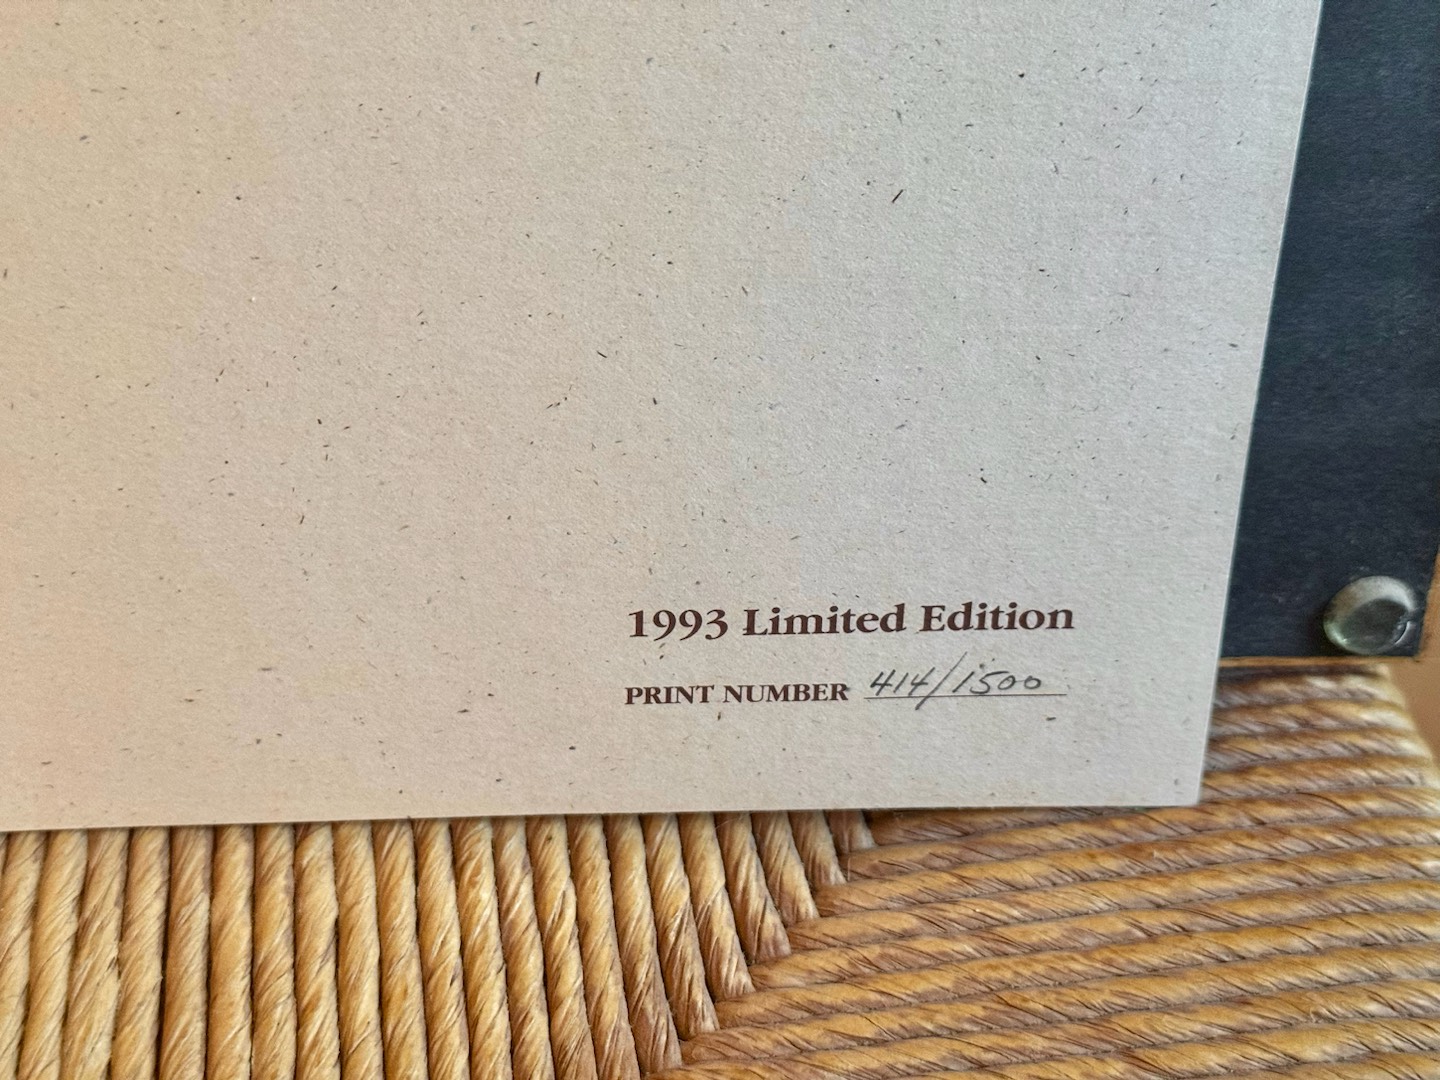 1993 Limited Edition
PRINT NUMBER 414/1500